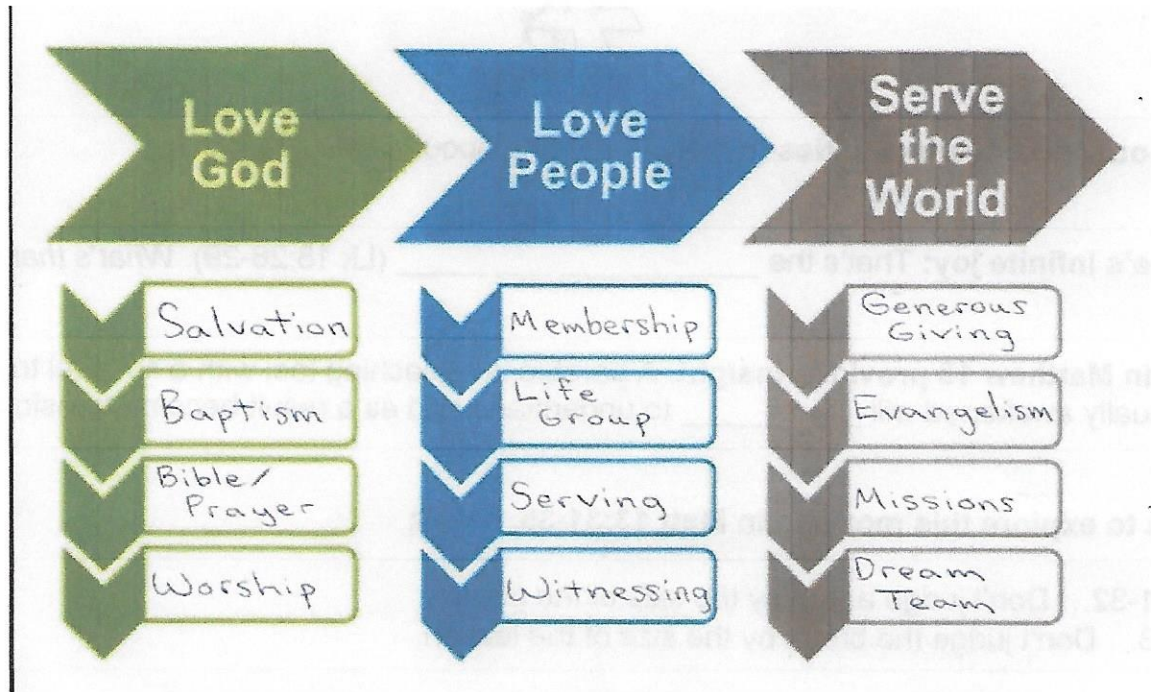 Love
God
Salvation
Baptism
Bible/
Prayer
Worship
Love
People
Membership
Life
Group
Serving
Witnessing
Serve
the
World
Generous
Giving
Evangelism
Missions
Dream
Team